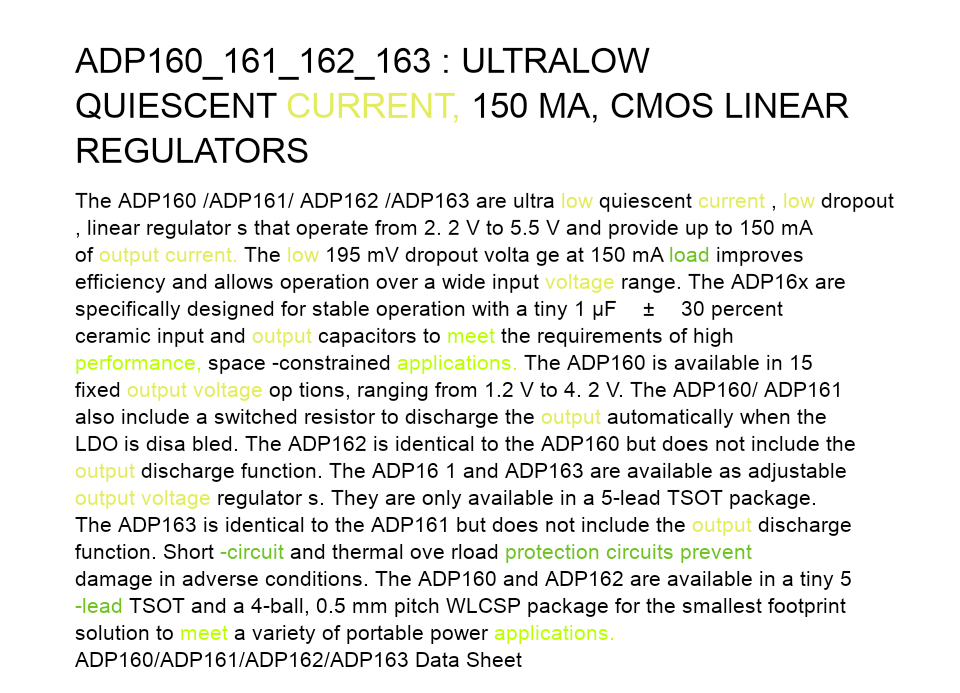 ADP160_161_162_163 : ULTRALOW
QUIESCENT CURRENT, 150 MA, CMOS LINEAR
REGULATORS
The ADP160 /ADP161/ ADP162 /ADP163 are ultra low quiescent current , low dropout
, linear regulator s that operate from 2. 2 V to 5.5 V and provide up to 150 mA
of output current. The low 195 mV dropout volta ge at 150 mA load improves
efficiency and allows operation over a wide input voltage range. The ADP16x are
specifically designed for stable operation with a tiny 1 µF ± 30 percent
ceramic input and output capacitors to meet the requirements of high
performance, space -constrained applications. The ADP160 is available in 15
fixed output voltage op tions, ranging from 1.2 V to 4. 2 V. The ADP160/ ADP161
also include a switched resistor to discharge the output automatically when the
LDO is disa bled. The ADP162 is identical to the ADP160 but does not include the
output discharge function. The ADP16 1 and ADP163 are available as adjustable
output voltage regulator s. They are only available in a 5-lead TSOT package.
The ADP163 is identical to the ADP161 but does not include the output discharge
function. Short -circuit and thermal ove rload protection circuits prevent
damage in adverse conditions. The ADP160 and ADP162 are available in a tiny 5
-lead TSOT and a 4-ball, 0.5 mm pitch WLCSP package for the smallest footprint
solution to meet a variety of portable power applications.
ADP160/ADP161/ADP162/ADP163 Data Sheet